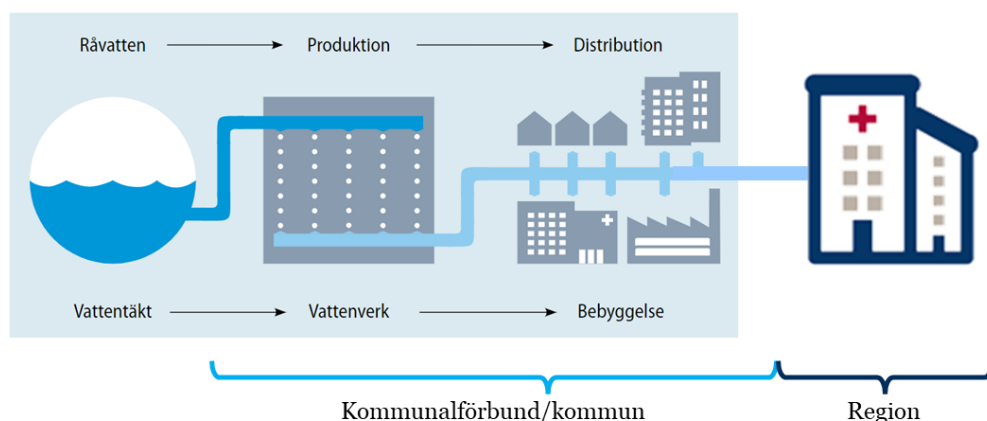 Råvatten Produktion Distribution
Vattentäkt Vattenverk Bebyggelse
Kommunalförbund/kommun Region